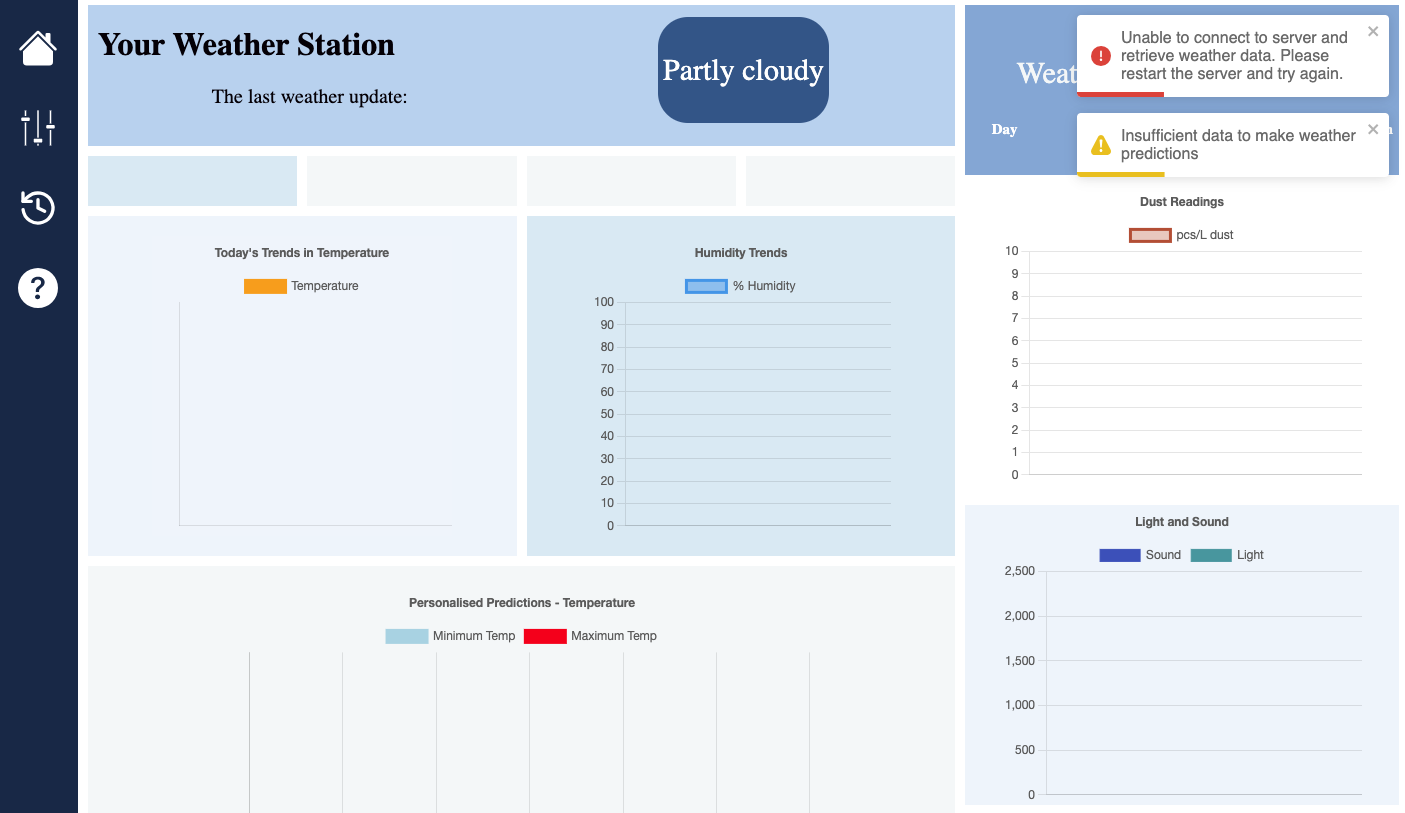 Your Weather Station
The last weather update:
Partly cloudy
Unable to connect to server and
retrieve weather data. Please
restart the server and try again.
Insufficient data to make weather
predictions
Day
Today's Trends in Temperature
Temperature
Humidity Trends
% Humidity
100
90
80
70
60
50
40
30
20
10
0
Dust Readings
pcs/L dust
10
9
8
7
6
5
4
3
2
1
0
Personalised Predictions - Temperature
Minimum Temp Maximum Temp
Light and Sound
Sound Light
2,500
2,000
1,500
1,000
500
0